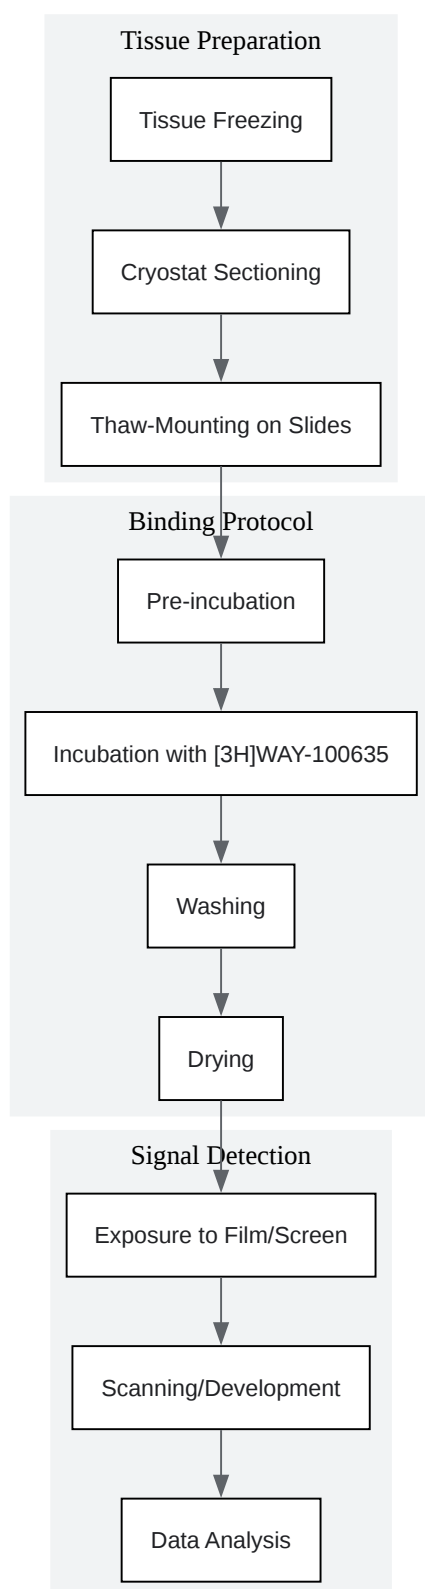 Tissue Preparation
Tissue Freezing
Cryostat Sectioning
Thaw-Mounting on Slides
Binding Protocol
Pre-incubation
Incubation with [3H]WAY-100635
Washing
Drying
Signal Detection
Exposure to Film/Screen
Scanning/Development
Data Analysis